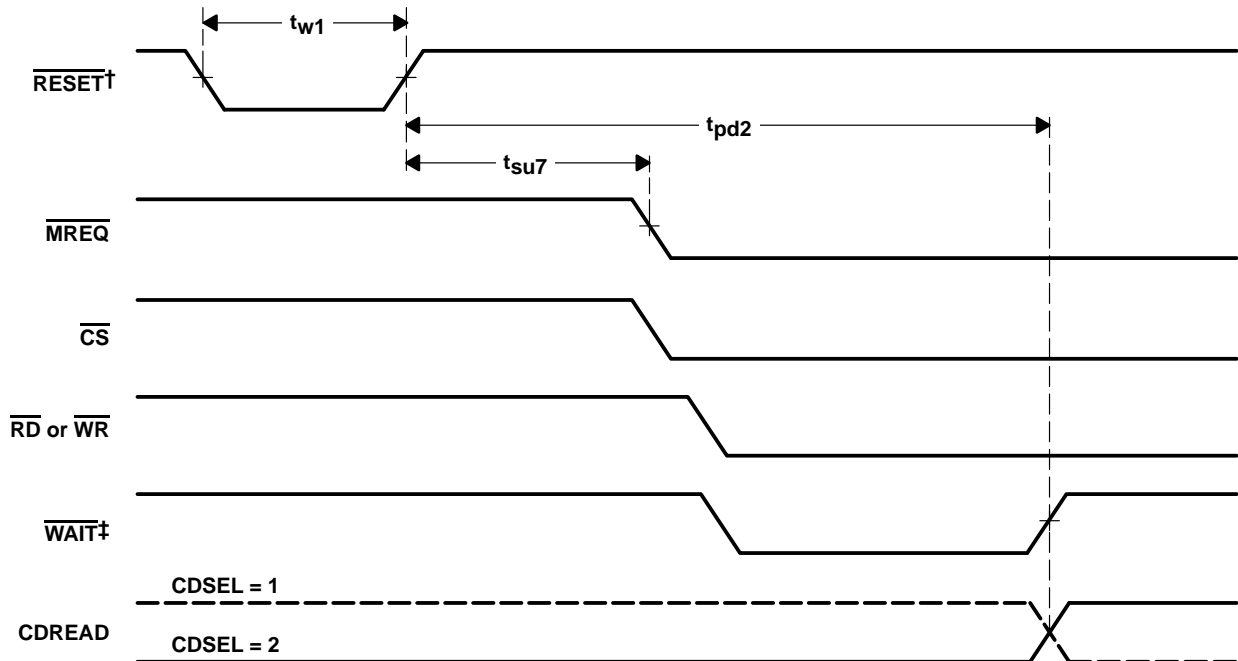 tw1
RESET†
tpd2
tsu7
MREQ
CS
RD or WR
WAIT‡
CDSEL = 1
CDREAD
CDSEL = 2